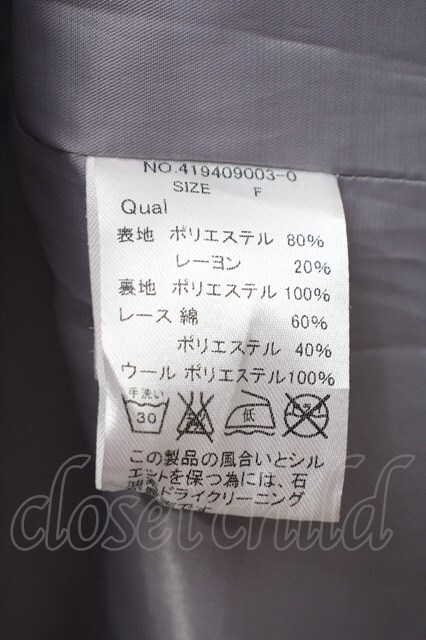 NO.419409003-0
SIZE F
Qual
表地 ポリエステル 80%
レーヨン 20%
裏地 ポリエステル 100%
レース 綿 60%
ポリエステル 40%
ウール ポリエステル100%
手洗い
30
低
この製品の風合いとシル
エットを保つ為には、石
ドライクリーニング
です。
closet child